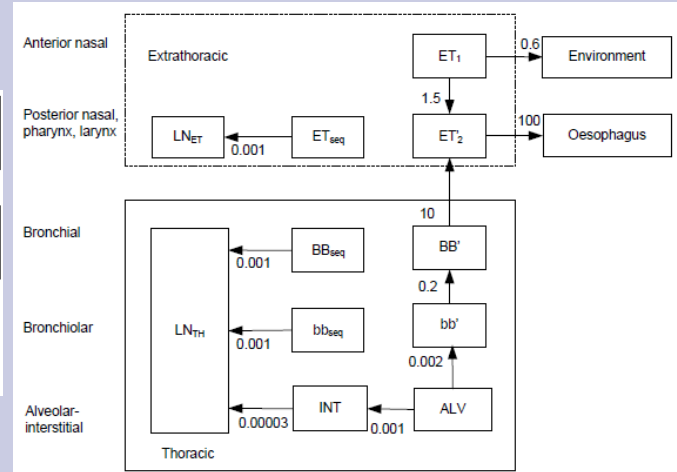 Anterior nasal
Extrathoracic
ET₁
0.6
Environment
1.5
Posterior nasal,
pharynx, larynx
LN_ET
0.001
ET_seq
ET'₂
100
Oesophagus
10
Bronchial
BB_seq
0.001
BB'
0.2
Bronchiolar
LN_TH
bb_seq
0.001
bb'
0.002
Alveolar-
interstitial
INT
0.00003
ALV
0.001
Thoracic